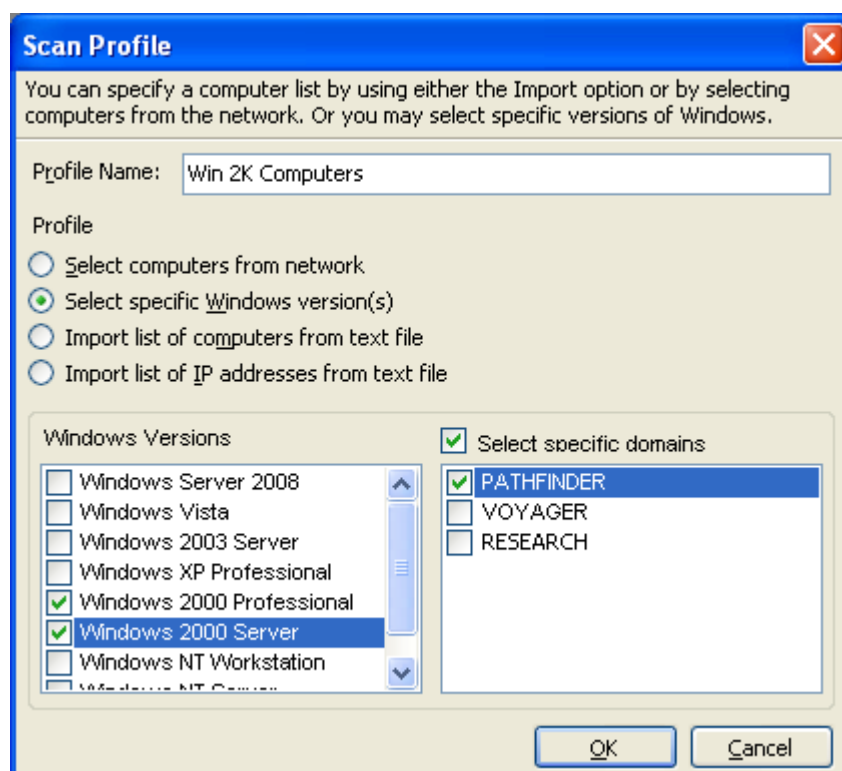 Scan Profile
You can specify a computer list by using either the Import option or by selecting
computers from the network. Or you may select specific versions of Windows.
Profile Name: Win 2K Computers
Profile
Select computers from network
Select specific Windows version(s)
Import list of computers from text file
Import list of IP addresses from text file
Windows Versions
Windows Server 2008
Windows Vista
Windows 2003 Server
Windows XP Professional
Windows 2000 Professional
Windows 2000 Server
Windows NT Workstation
Windows NT Server
Select specific domains
PATHFINDER
VOYAGER
RESEARCH
OK Cancel